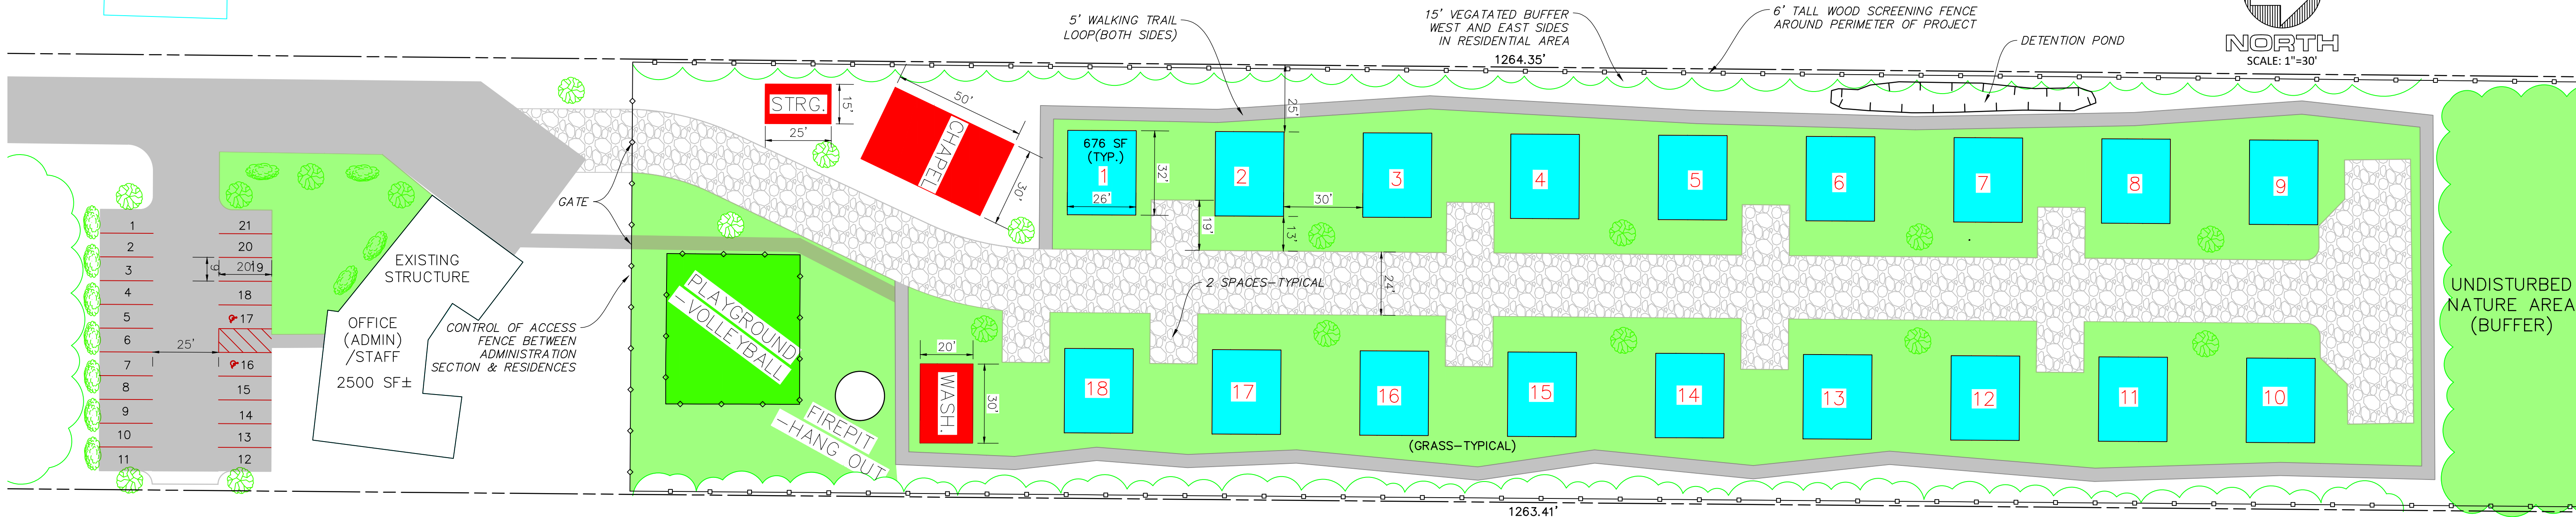 5' WALKING TRAIL
LOOP(BOTH SIDES)
15' VEGATATED BUFFER
WEST AND EAST SIDES
IN RESIDENTIAL AREA
6' TALL WOOD SCREENING FENCE
AROUND PERIMETER OF PROJECT
DETENTION POND
NORTH
SCALE: 1"=30'
1264.35'
STRG.
15'
25'
CHAPEL
50'
30'
25'
676 SF
(TYP.)
1
32'
26'
2
3
4
5
6
7
8
9
30'
19'
13'
GATE
24'
2 SPACES-TYPICAL
1
2
3
4
5
6
7
8
9
10
11
21
20
9'
20'
19
18
17
16
15
14
13
12
25'
EXISTING
STRUCTURE
OFFICE
(ADMIN)
/STAFF
2500 SF±
CONTROL OF ACCESS
FENCE BETWEEN
ADMINISTRATION
SECTION & RESIDENCES
PLAYGROUND
-VOLLEYBALL
FIREPIT
-HANG OUT
WASH.
20'
30'
18
17
16
15
14
13
12
11
10
(GRASS-TYPICAL)
UNDISTURBED
NATURE AREA
(BUFFER)
1263.41'